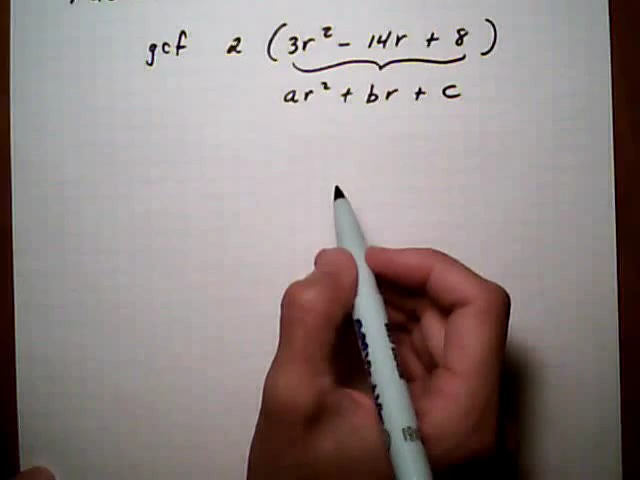 gcf 2 (3r² - 14r + 8)
ar² + br + c